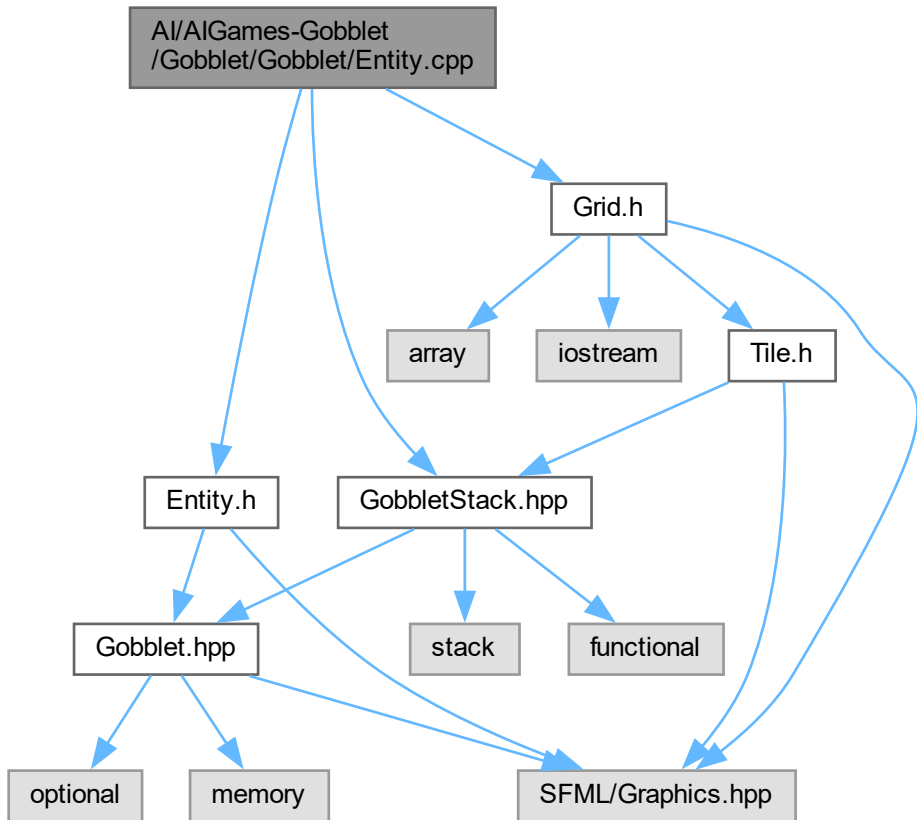 AI/AIGames-Gobblet
/Gobblet/Gobblet/Entity.cpp
Grid.h
array
iostream
Tile.h
Entity.h
GobbletStack.hpp
Gobblet.hpp
stack
functional
optional
memory
SFML/Graphics.hpp